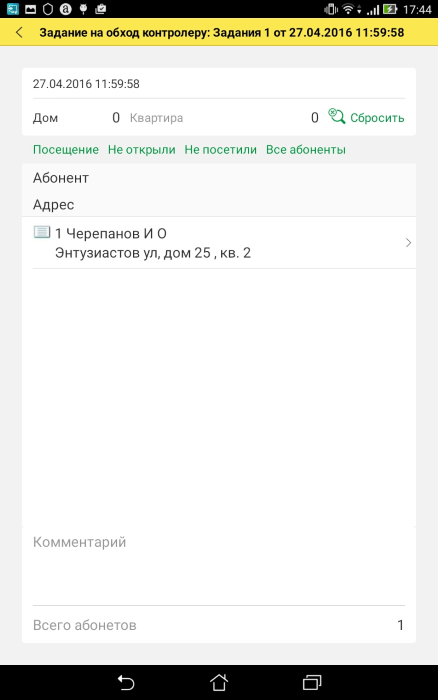 17:44
Задание на обход контролеру: Задания 1 от 27.04.2016 11:59:58
27.04.2016 11:59:58
Дом 0 Квартира 0 Сбросить
Посещение Не открыли Не посетили Все абоненты
Абонент
Адрес
1 Черепанов И О
Энтузиастов ул, дом 25 , кв. 2
Комментарий
Всего абонетов 1